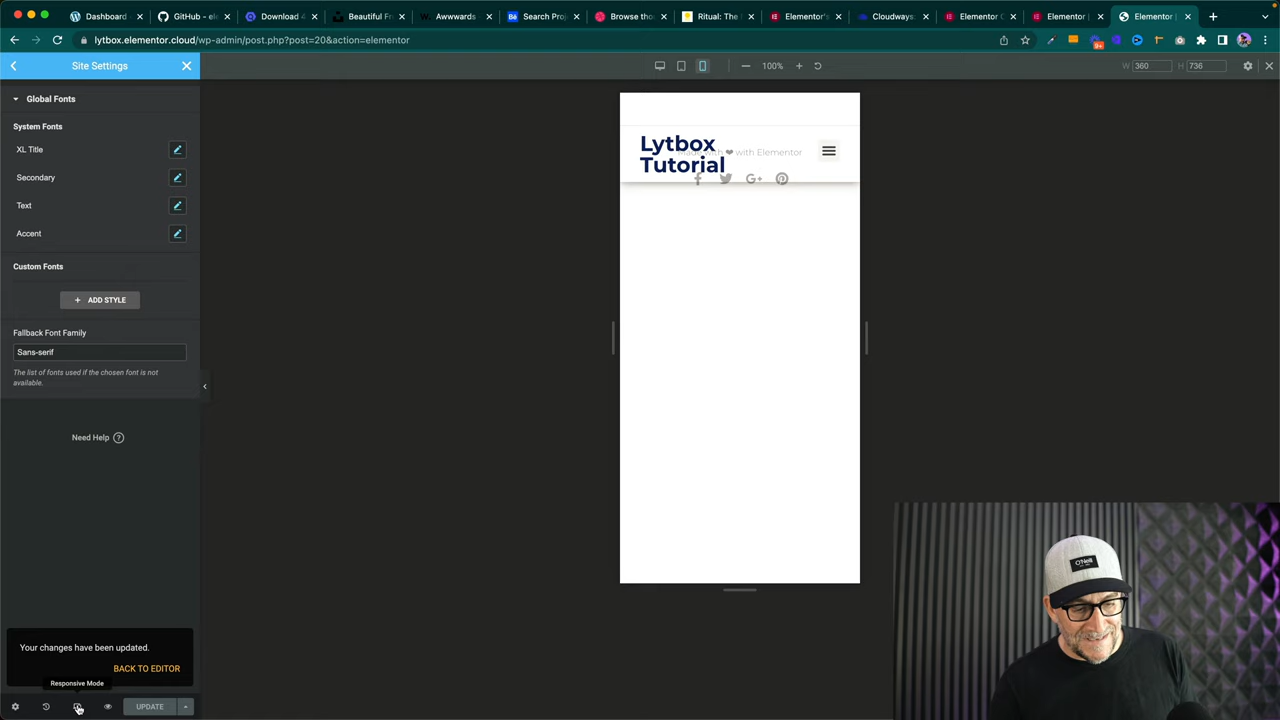 Dashboard
GitHub - ele
Download 4
Beautiful Fr
Awwwards
Search Proj
Browse thou
Ritual: The
Elementor's
Cloudways:
Elementor C
Elementor |
Elementor |
lytbox.elementor.cloud/wp-admin/post.php?post=20&action=elementor
Site Settings
100%
W 360
H 736
Global Fonts
System Fonts
XL Title
Secondary
Text
Accent
Custom Fonts
+ ADD STYLE
Fallback Font Family
Sans-serif
The list of fonts used if the chosen font is not
available.
Need Help ?
Lytbox
Tutorial
with Elementor
Your changes have been updated.
BACK TO EDITOR
Responsive Mode
UPDATE
O'Neill